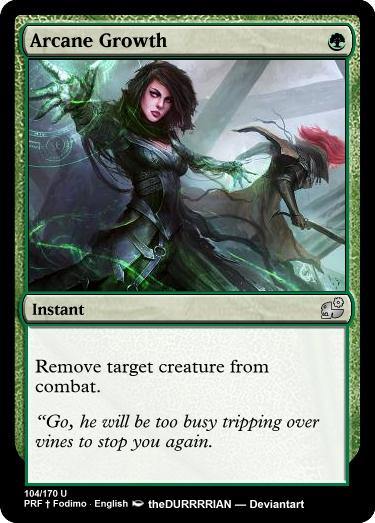 Arcane Growth
Instant
Remove target creature from
combat.
“Go, he will be too busy tripping over
vines to stop you again.
104/170 U
PRF † Fodimo · English theDURRRRIAN — Deviantart